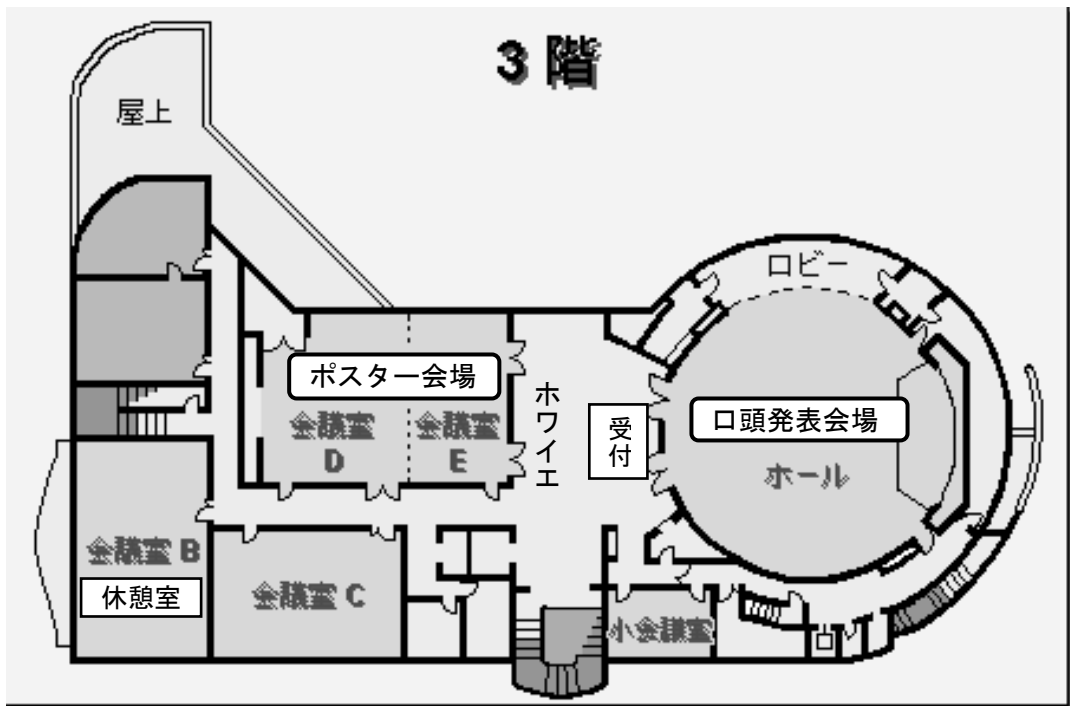 3 階
屋上
ロビー
ポスター会場
会議室
D
会議室
E
ホワイエ
受付
口頭発表会場
ホール
会議室 B
休憩室
会議室 C
小会議室